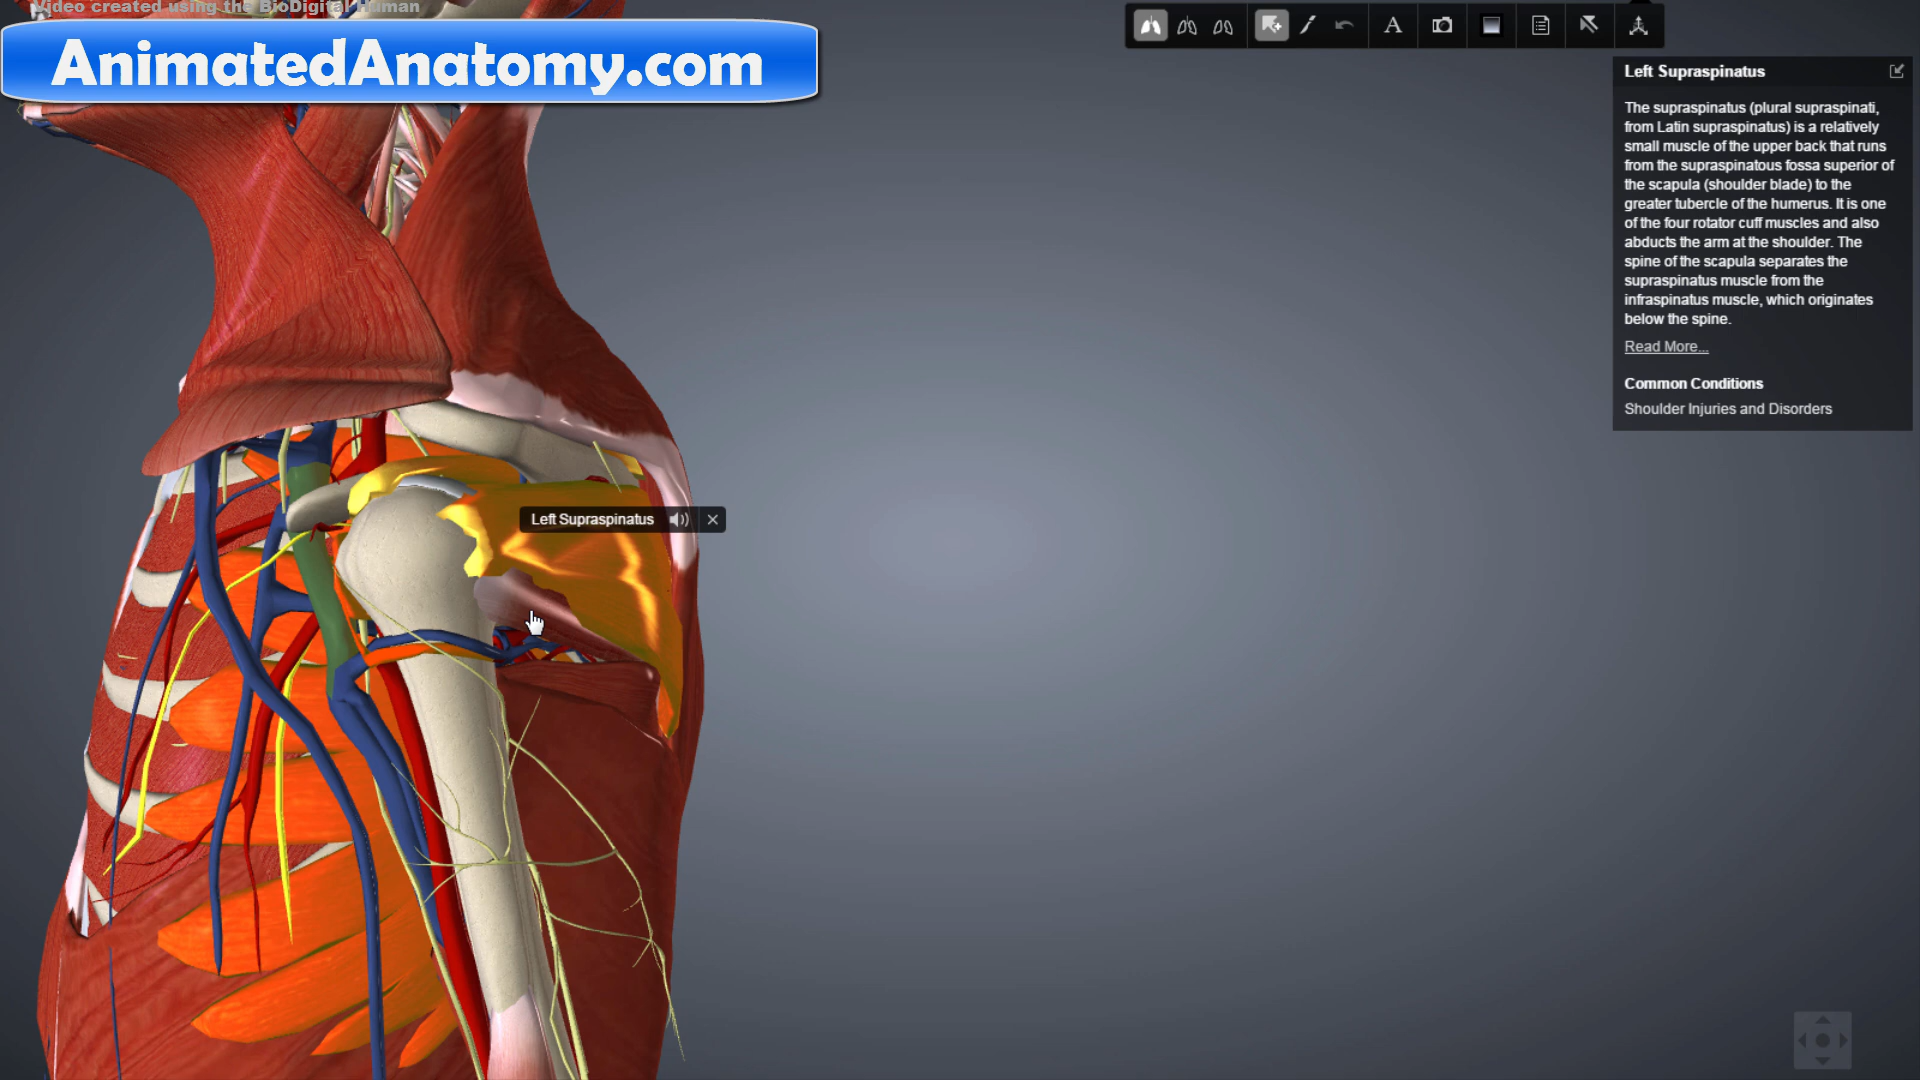 Video created using the BioDigital Human
AnimatedAnatomy.com
A
Left Supraspinatus
The supraspinatus (plural supraspinati,
from Latin supraspinatus) is a relatively
small muscle of the upper back that runs
from the supraspinatous fossa superior of
the scapula (shoulder blade) to the
greater tubercle of the humerus. It is one
of the four rotator cuff muscles and also
abducts the arm at the shoulder. The
spine of the scapula separates the
supraspinatus muscle from the
infraspinatus muscle, which originates
below the spine.
Read More...
Common Conditions
Shoulder Injuries and Disorders
Left Supraspinatus